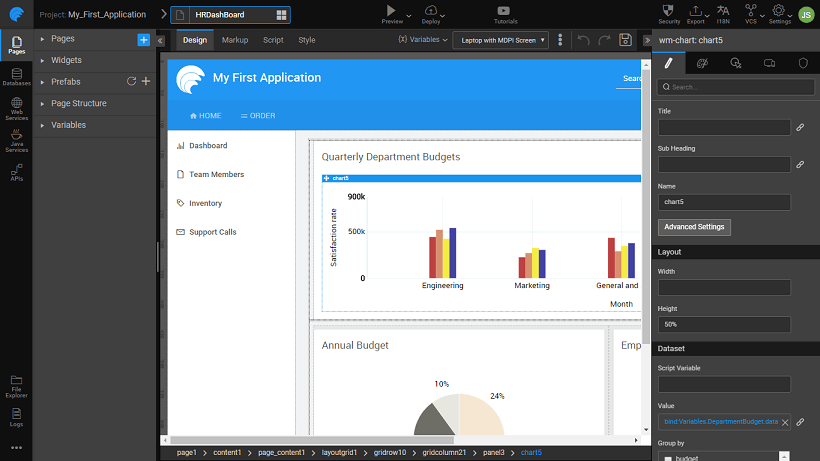 Project: My_First_Application
HRDashBoard
Preview
Deploy
Tutorials
Security
Export
I18N
VCS
Settings
JS
Pages
Databases
Web
Services
Java
Services
APIs
File
Explorer
Logs
Pages
Widgets
Prefabs
Page Structure
Variables
Design
Markup
Script
Style
(x) Variables
Laptop with MDPI Screen
My First Application
Sear
HOME
ORDER
Dashboard
Team Members
Inventory
Support Calls
Quarterly Department Budgets
chart5
900k
500k
0
Satisfaction rate
Engineering
Marketing
General and
Month
Annual Budget
Emp
10%
24%
page1 > content1 > page_content1 > layoutgrid1 > gridrow10 > gridcolumn21 > panel3 > chart5
wm-chart: chart5
Search...
Title
Sub Heading
Name
chart5
Advanced Settings
Layout
Width
Height
50%
Dataset
Script Variable
Value
bind:Variables.DepartmentBudget.data
Group by
budget